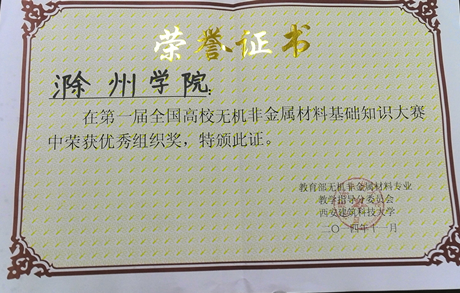 荣誉证书
滁州学院:
在第一届全国高校无机非金属材料基础知识大赛
中荣获优秀组织奖，特颁此证。
教育部无机非金属材料专业
教学指导分委员会
西安建筑科技大学
二〇一四年十一月